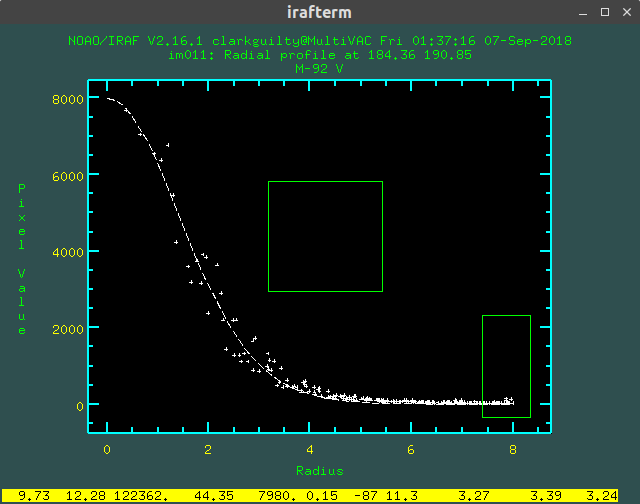 irafterm
NOAO/IRAF V2.16.1 clarkguilty@MultiVAC Fri 01:37:16 07-Sep-2018
im011: Radial profile at 184.36 190.85
M-92 V
8000
6000
4000
2000
0
Pixel Value
0 2 4 6 8
Radius
9.73 12.28 122362. 44.35 7980. 0.15 -87 11.3 3.27 3.39 3.24